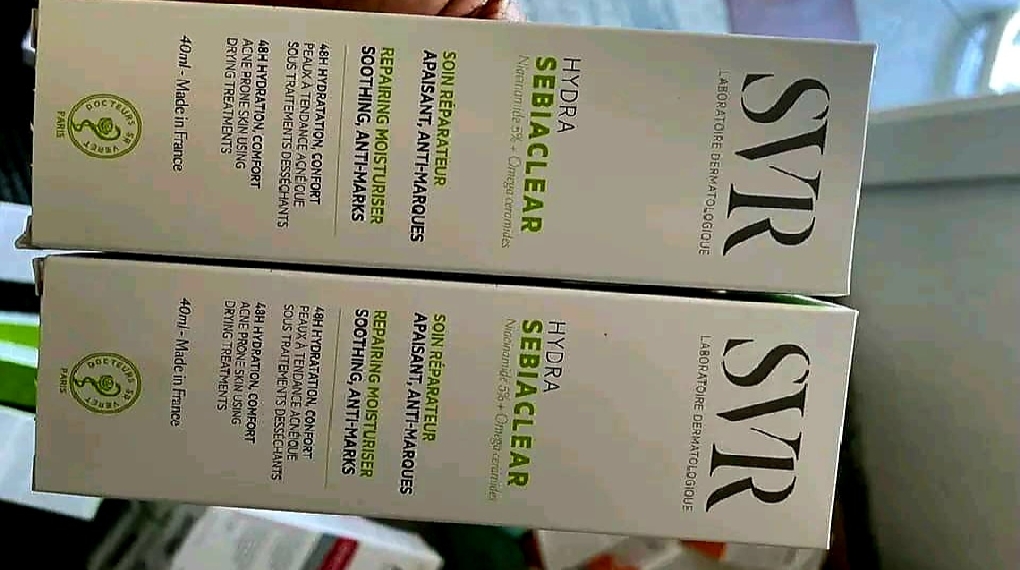 SVR
LABORATOIRE DERMATOLOGIQUE
HYDRA
SEBIACLEAR
Niacinamide 5% + Omega ceramides
SOIN RÉPARATEUR
APAISANT, ANTI-MARQUES
REPAIRING MOISTURISER
SOOTHING, ANTI-MARKS
48H HYDRATATION, CONFORT
PEAUX À TENDANCE ACNÉIQUE
SOUS TRAITEMENTS DESSÉCHANTS
48H HYDRATION, COMFORT
ACNE PRONE SKIN USING
DRYING TREATMENTS
40ml - Made in France
DOCTEURS SR VERET
PARIS
SVR
LABORATOIRE DERMATOLOGIQUE
HYDRA
SEBIACLEAR
Niacinamide 5% + Omega ceramides
SOIN RÉPARATEUR
APAISANT, ANTI-MARQUES
REPAIRING MOISTURISER
SOOTHING, ANTI-MARKS
48H HYDRATATION, CONFORT
PEAUX À TENDANCE ACNÉIQUE
SOUS TRAITEMENTS DESSÉCHANTS
48H HYDRATION, COMFORT
ACNE PRONE SKIN USING
DRYING TREATMENTS
40ml - Made in France
DOCTEURS SR VERET
PARIS